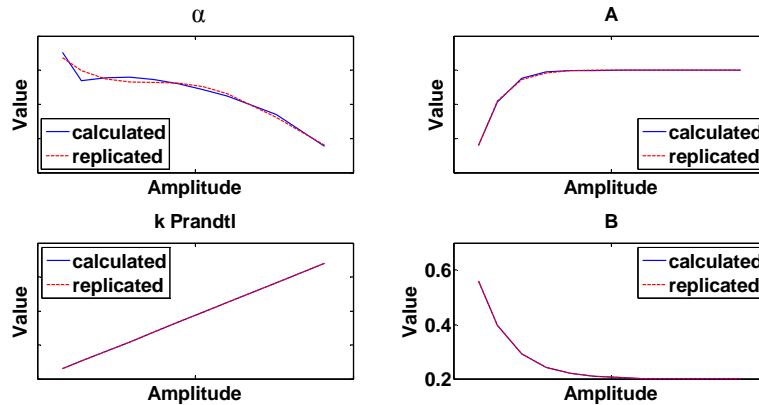 α
Value
calculated
replicated
Amplitude
A
Value
calculated
replicated
Amplitude
k Prandtl
Value
calculated
replicated
Amplitude
B
Value
0.6
0.4
0.2
calculated
replicated
Amplitude